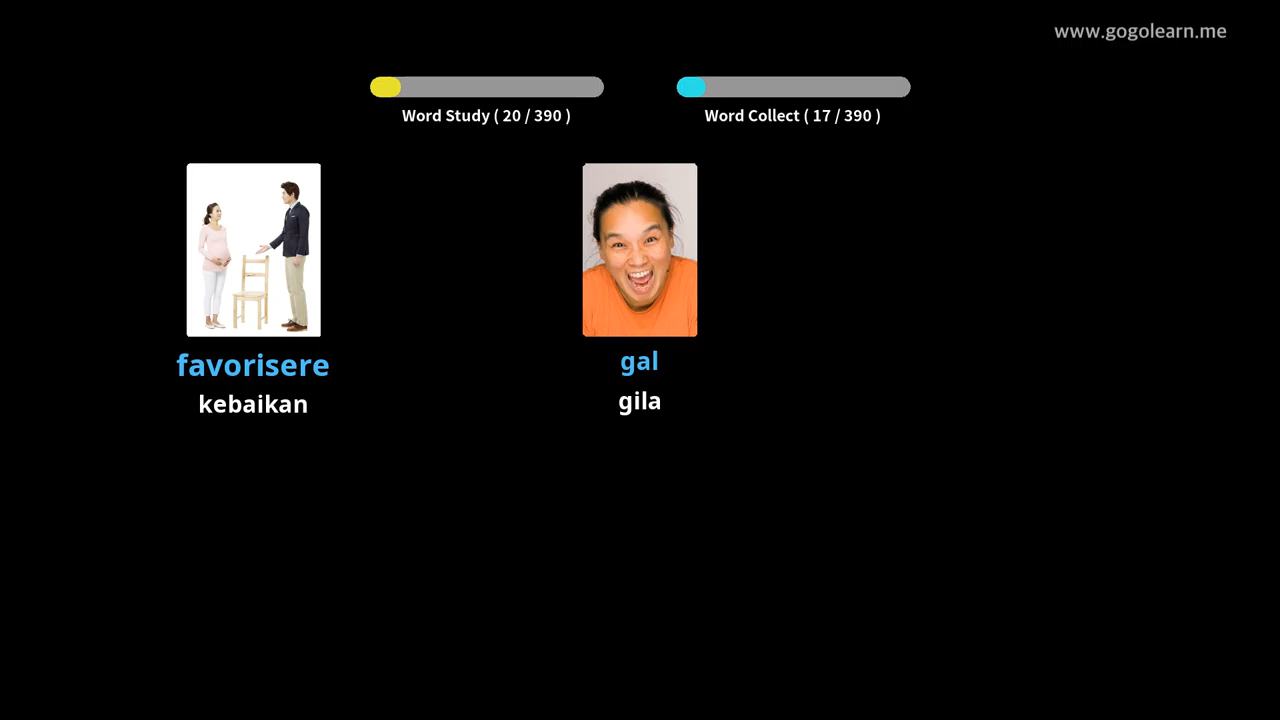 www.gogolearn.me
Word Study ( 20 / 390 )
Word Collect ( 17 / 390 )
favorisere
kebaikan
gal
gila